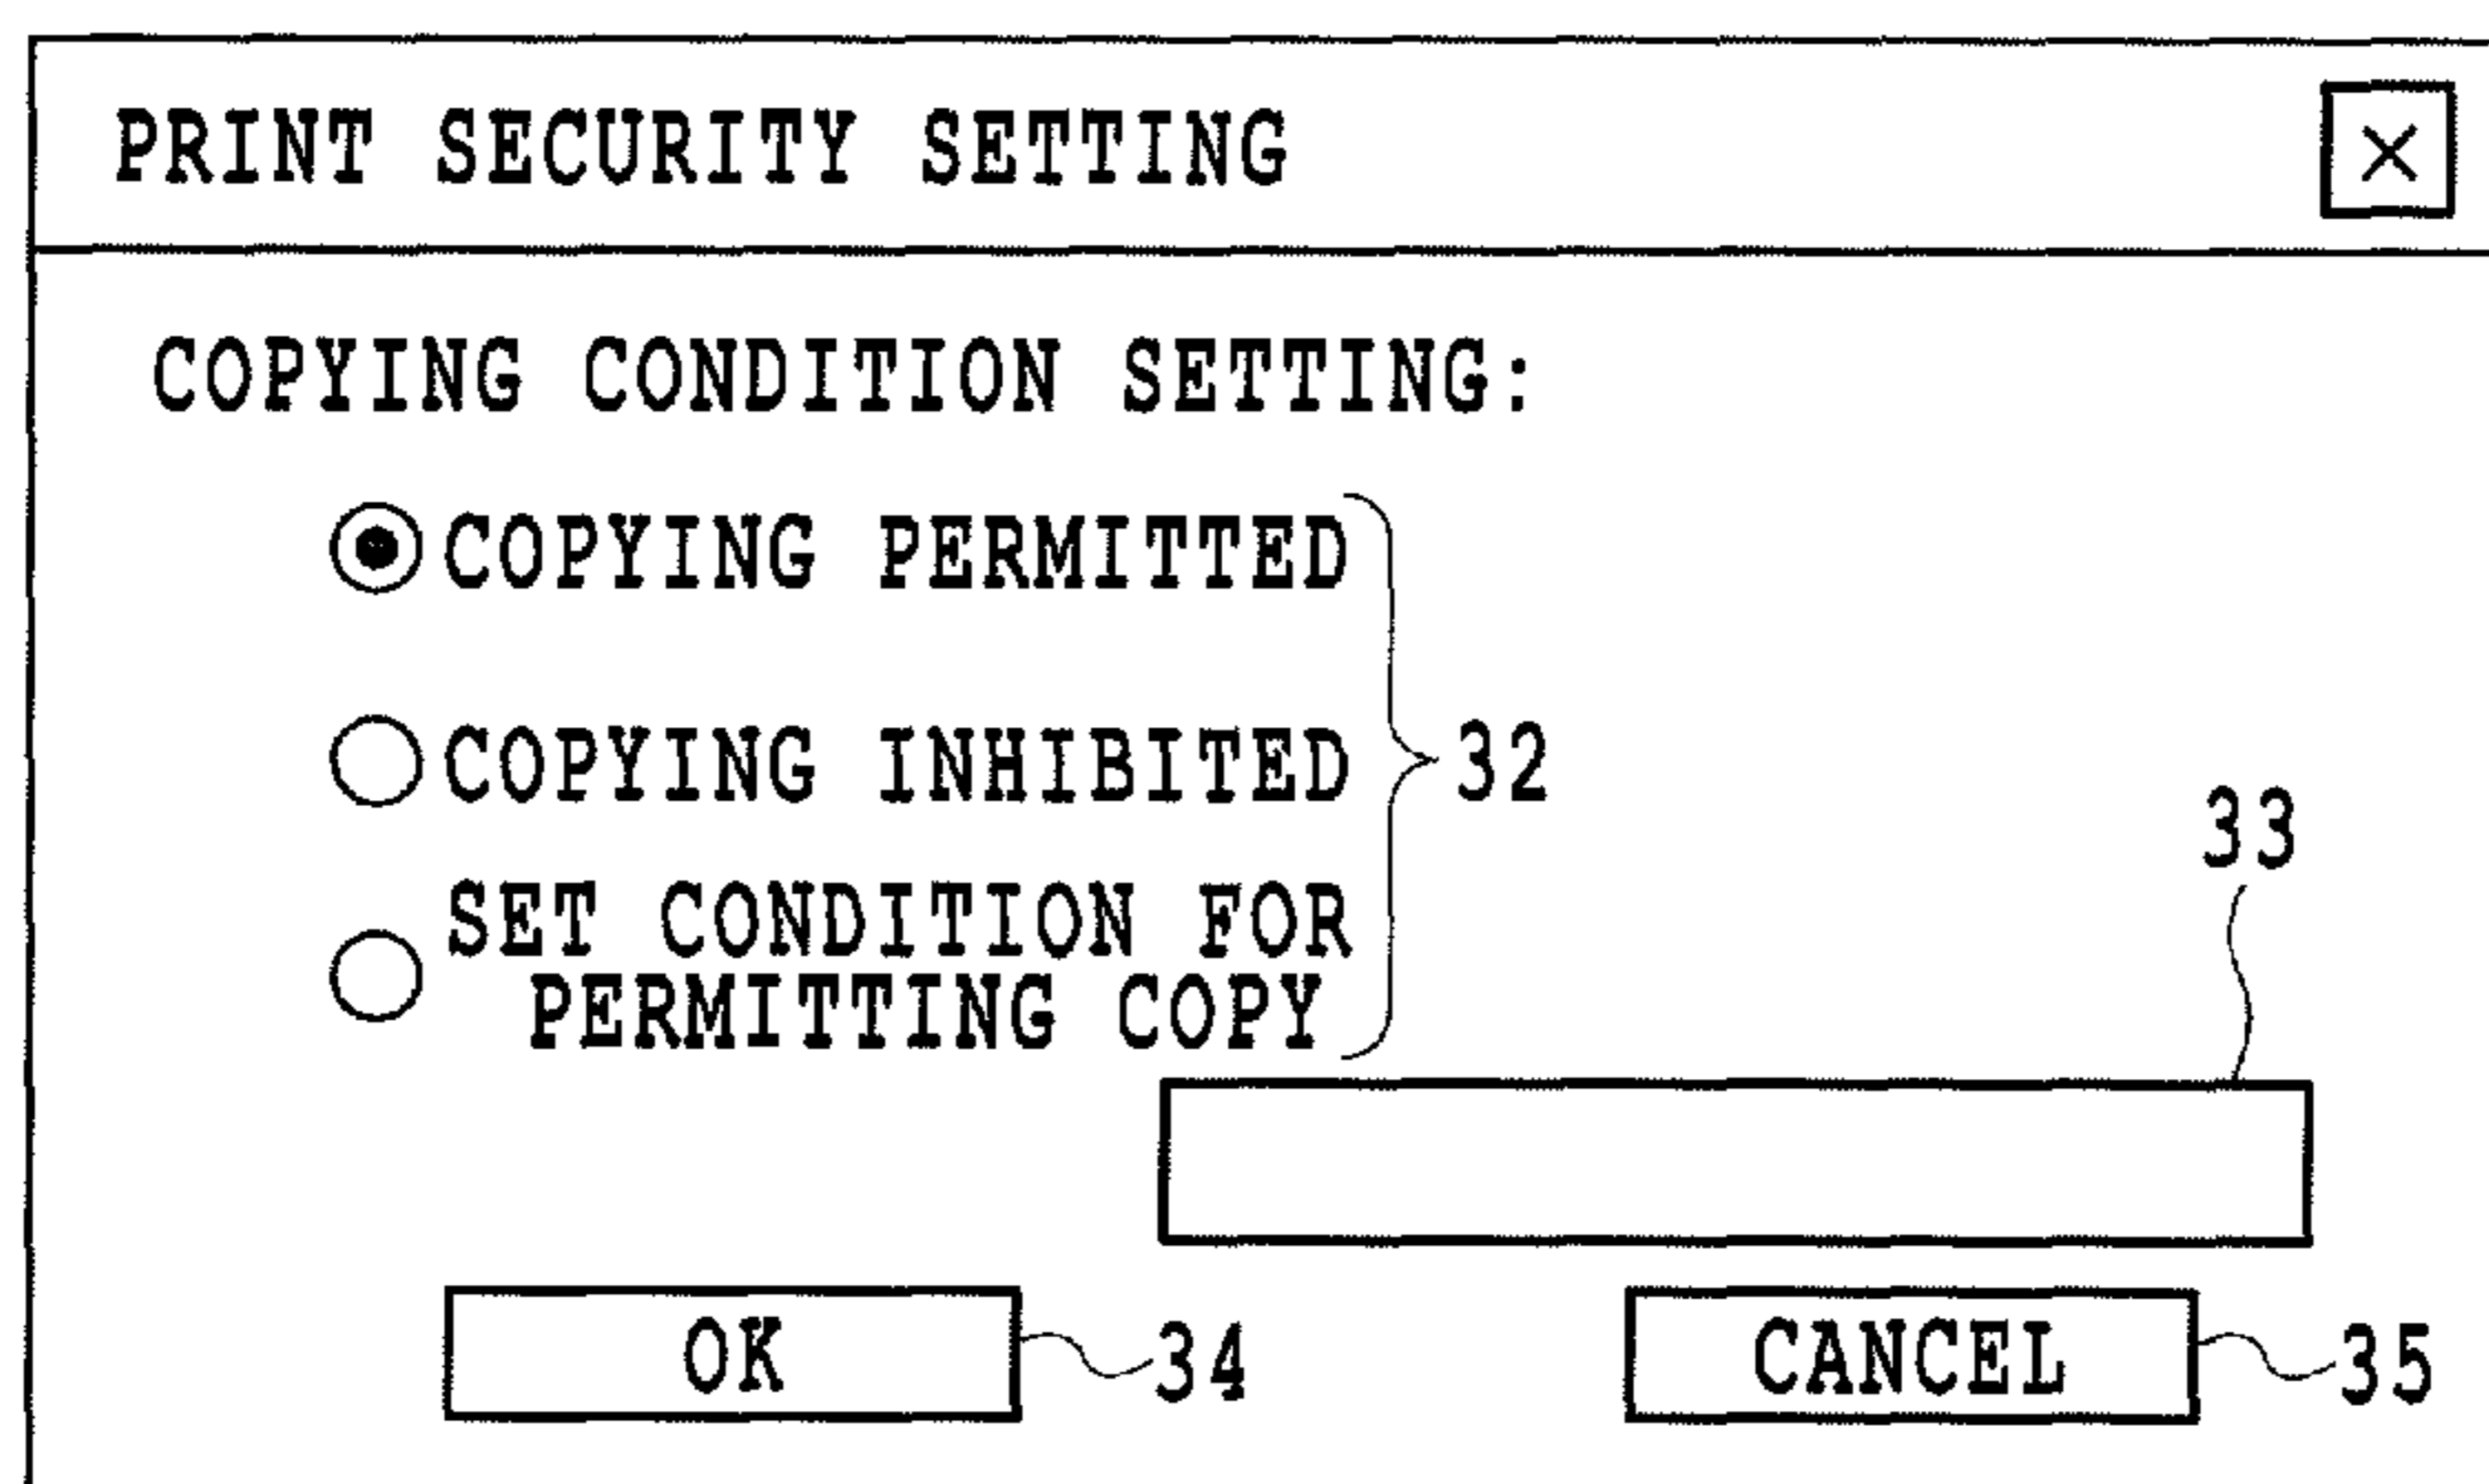 PRINT SECURITY SETTING ×
COPYING CONDITION SETTING:
COPYING PERMITTED
COPYING INHIBITED
32
33
SET CONDITION FOR
PERMITTING COPY
OK
34
CANCEL
35